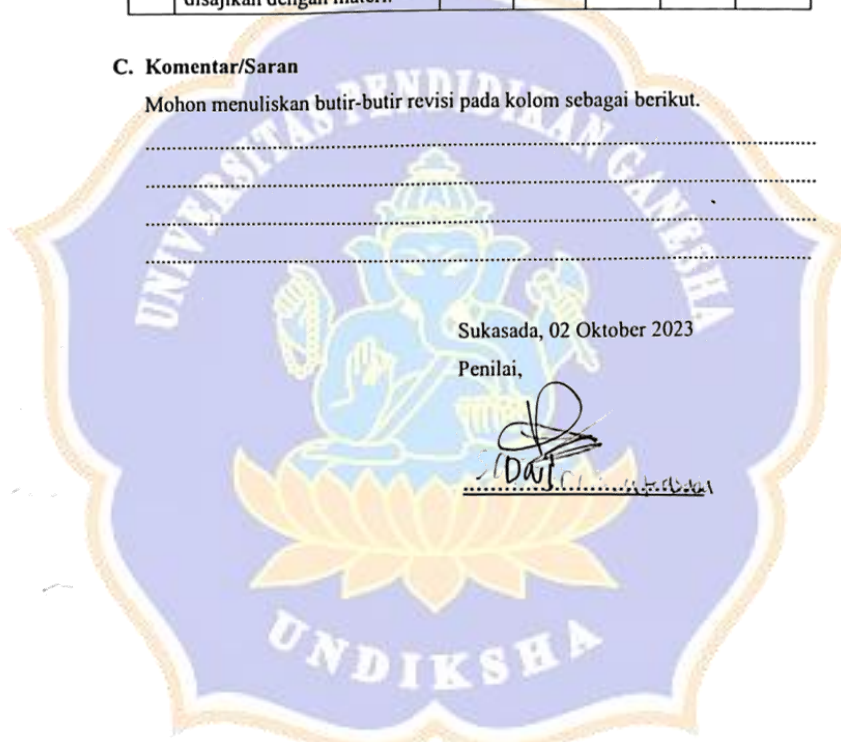 disajikan dengan materi.
C. Komentar/Saran
Mohon menuliskan butir-butir revisi pada kolom sebagai berikut.
UNIVERSITAS PENDIDIKAN GANESHA
Sukasada, 02 Oktober 2023
Penilai,
UNDIKSHA